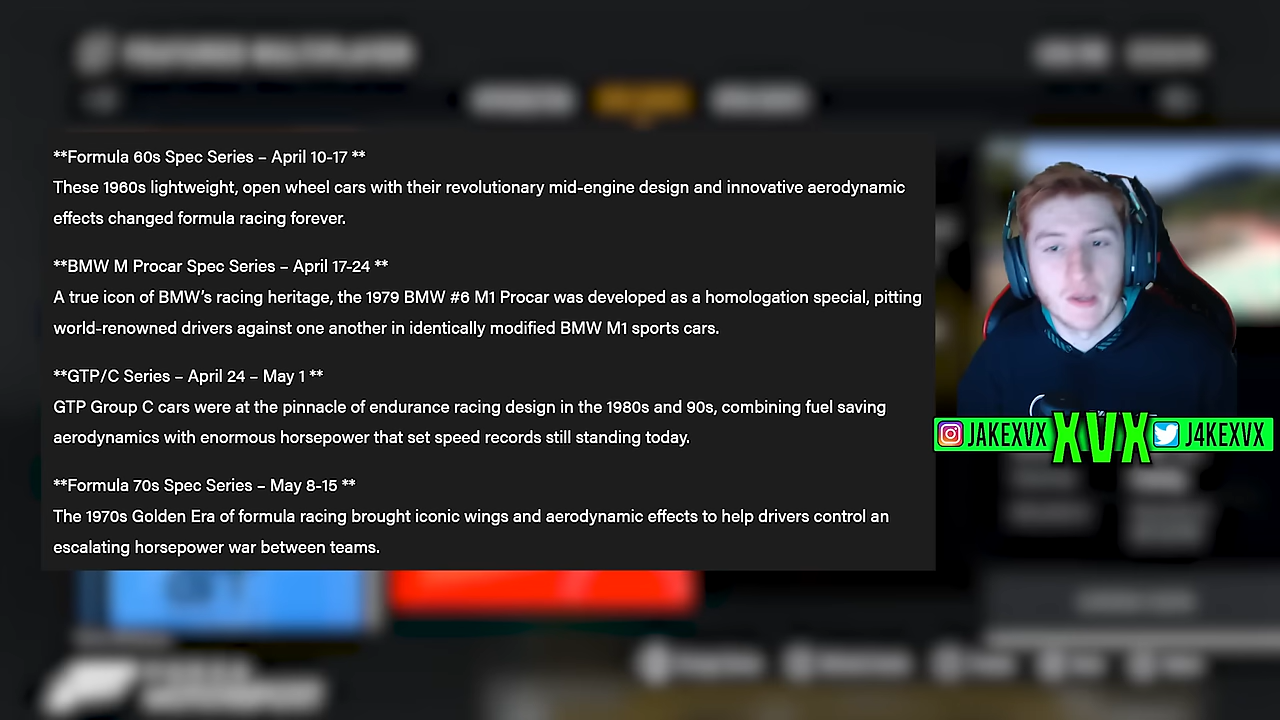 **Formula 60s Spec Series – April 10-17 **
These 1960s lightweight, open wheel cars with their revolutionary mid-engine design and innovative aerodynamic
effects changed formula racing forever.
**BMW M Procar Spec Series – April 17-24 **
A true icon of BMW's racing heritage, the 1979 BMW #6 M1 Procar was developed as a homologation special, pitting
world-renowned drivers against one another in identically modified BMW M1 sports cars.
**GTP/C Series – April 24 – May 1 **
GTP Group C cars were at the pinnacle of endurance racing design in the 1980s and 90s, combining fuel saving
aerodynamics with enormous horsepower that set speed records still standing today.
**Formula 70s Spec Series – May 8-15 **
The 1970s Golden Era of formula racing brought iconic wings and aerodynamic effects to help drivers control an
escalating horsepower war between teams.
JAKEXVX XVX J4KEXVX